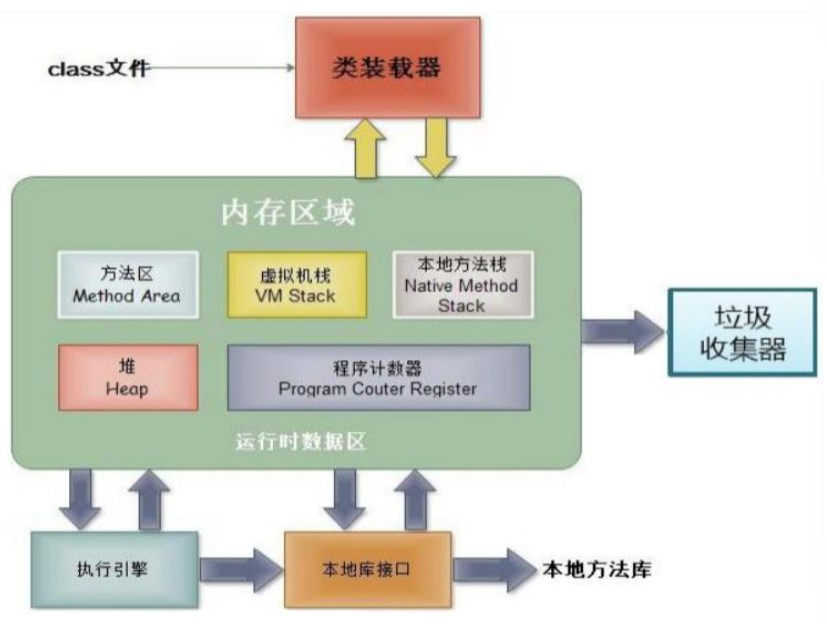 class文件
类装载器
内存区域
方法区
Method Area
虚拟机栈
VM Stack
本地方法栈
Native Method
Stack
堆
Heap
程序计数器
Program Couter Register
运行时数据区
垃圾
收集器
执行引擎
本地库接口
本地方法库